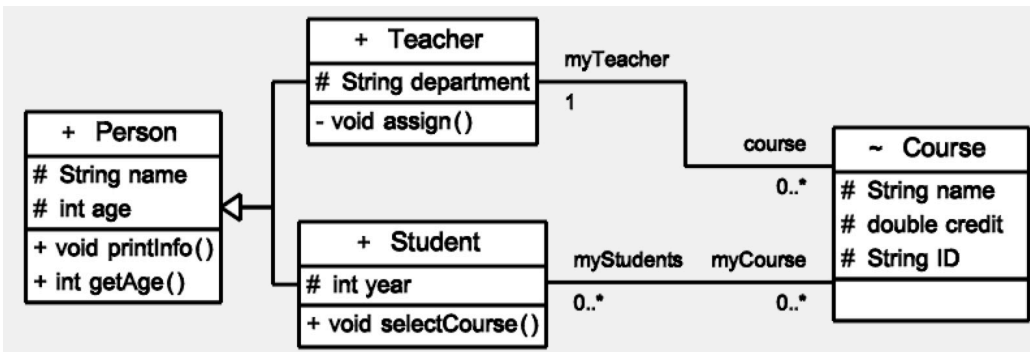 + Person
# String name
# int age
+ void printInfo()
+ int getAge()
+ Teacher
# String department
- void assign()
+ Student
# int year
+ void selectCourse()
myTeacher
1
course
0..*
myStudents
0..*
myCourse
0..*
~ Course
# String name
# double credit
# String ID